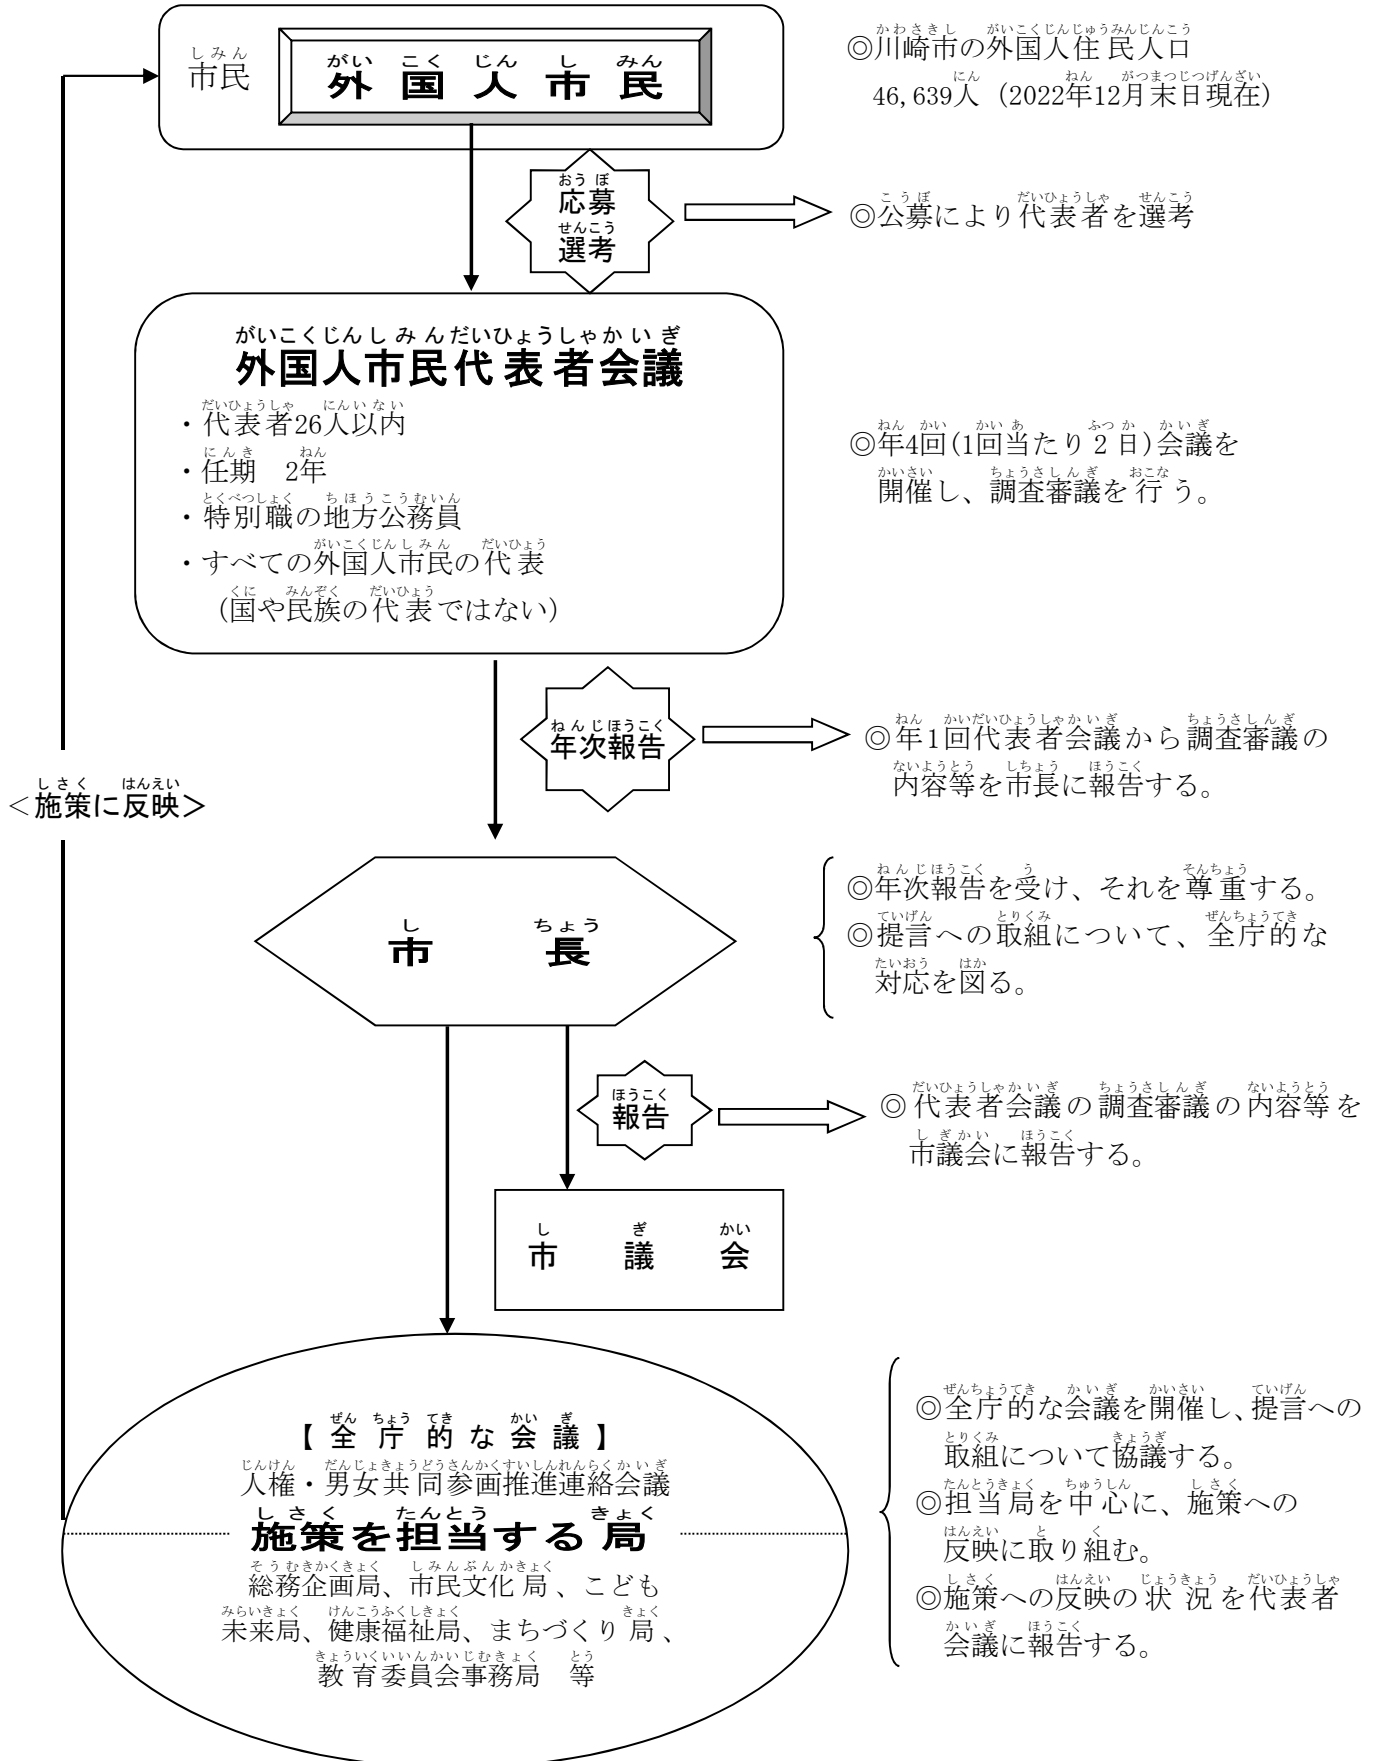 市民
外国人市民
◎川崎市の外国人住民人口
46,639人（2022年12月末日現在）
応募
選考
◎公募により代表者を選考
外国人市民代表者会議
・代表者26人以内
・任期　2年
・特別職の地方公務員
・すべての外国人市民の代表
（国や民族の代表ではない）
◎年4回(1回当たり2日)会議を
開催し、調査審議を行う。
年次報告
◎年1回代表者会議から調査審議の
内容等を市長に報告する。
＜施策に反映＞
市長
◎年次報告を受け、それを尊重する。
◎提言への取組について、全庁的な
対応を図る。
報告
◎代表者会議の調査審議の内容等を
市議会に報告する。
市議会
【全庁的な会議】
人権・男女共同参画推進連絡会議
施策を担当する局
総務企画局、市民文化局、こども
未来局、健康福祉局、まちづくり局、
教育委員会事務局　等
◎全庁的な会議を開催し、提言への
取組について協議する。
◎担当局を中心に、施策への
反映に取り組む。
◎施策への反映の状況を代表者
会議に報告する。